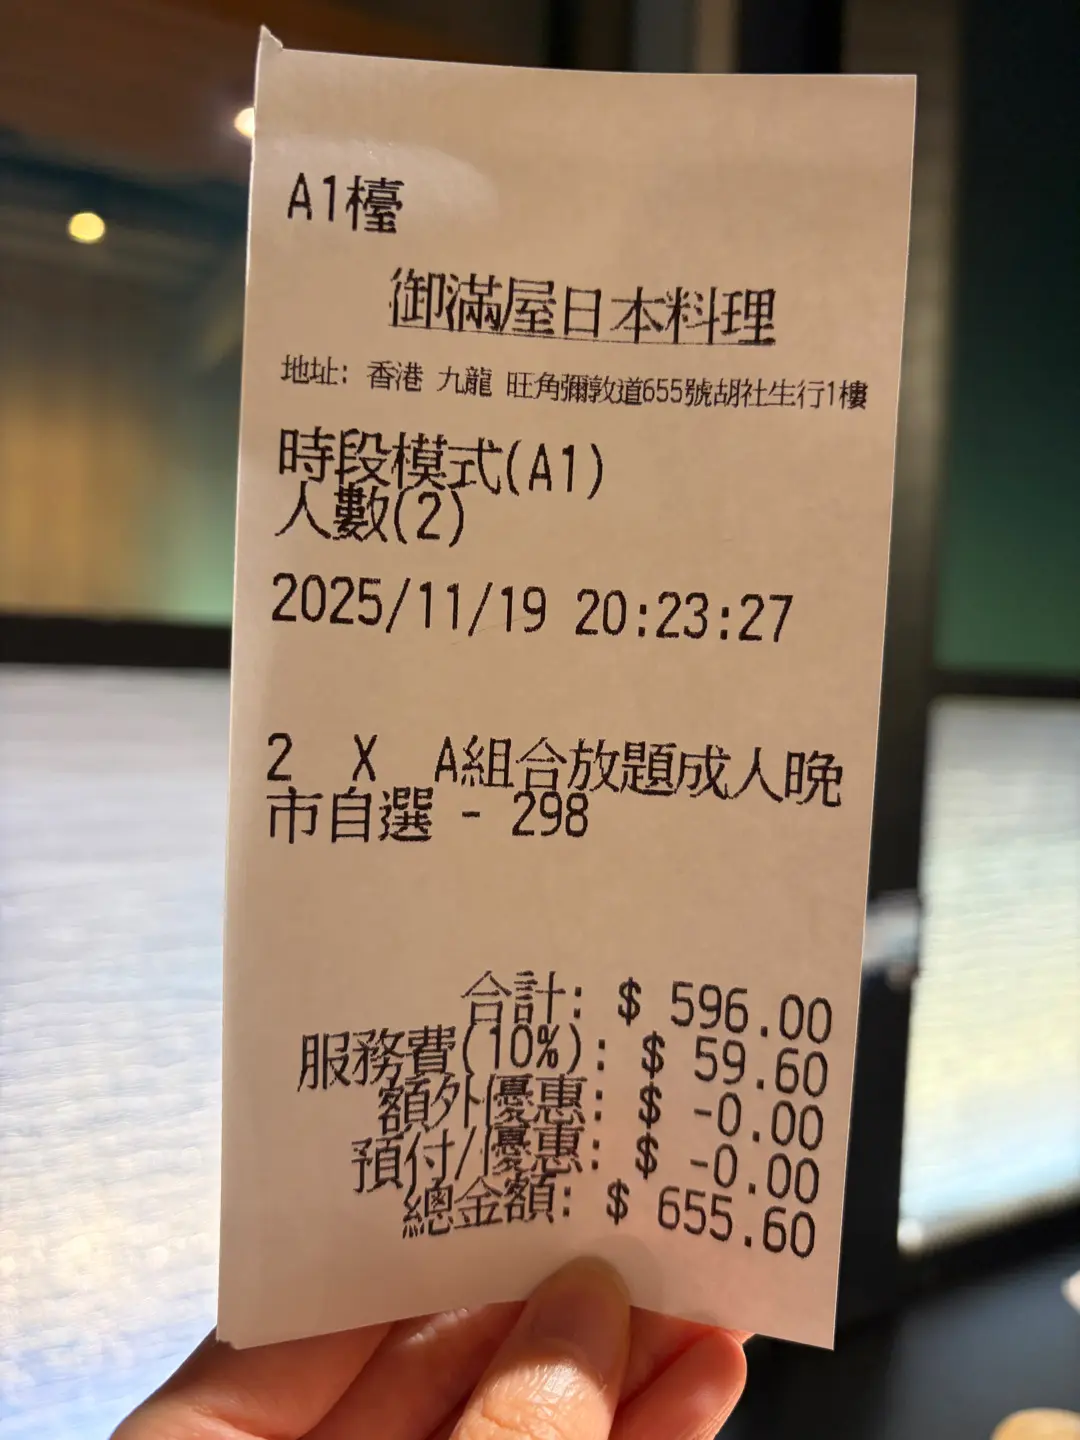 A1檯
御滿屋日本料理
地址: 香港 九龍 旺角彌敦道655號胡社生行1樓
時段模式(A1)
人數(2)
2025/11/19 20:23:27
2 X A組合放題成人晚
市自選 - 298
合計: $ 596.00
服務費(10%): $ 59.60
額外優惠: $ -0.00
預付/優惠: $ -0.00
總金額: $ 655.60